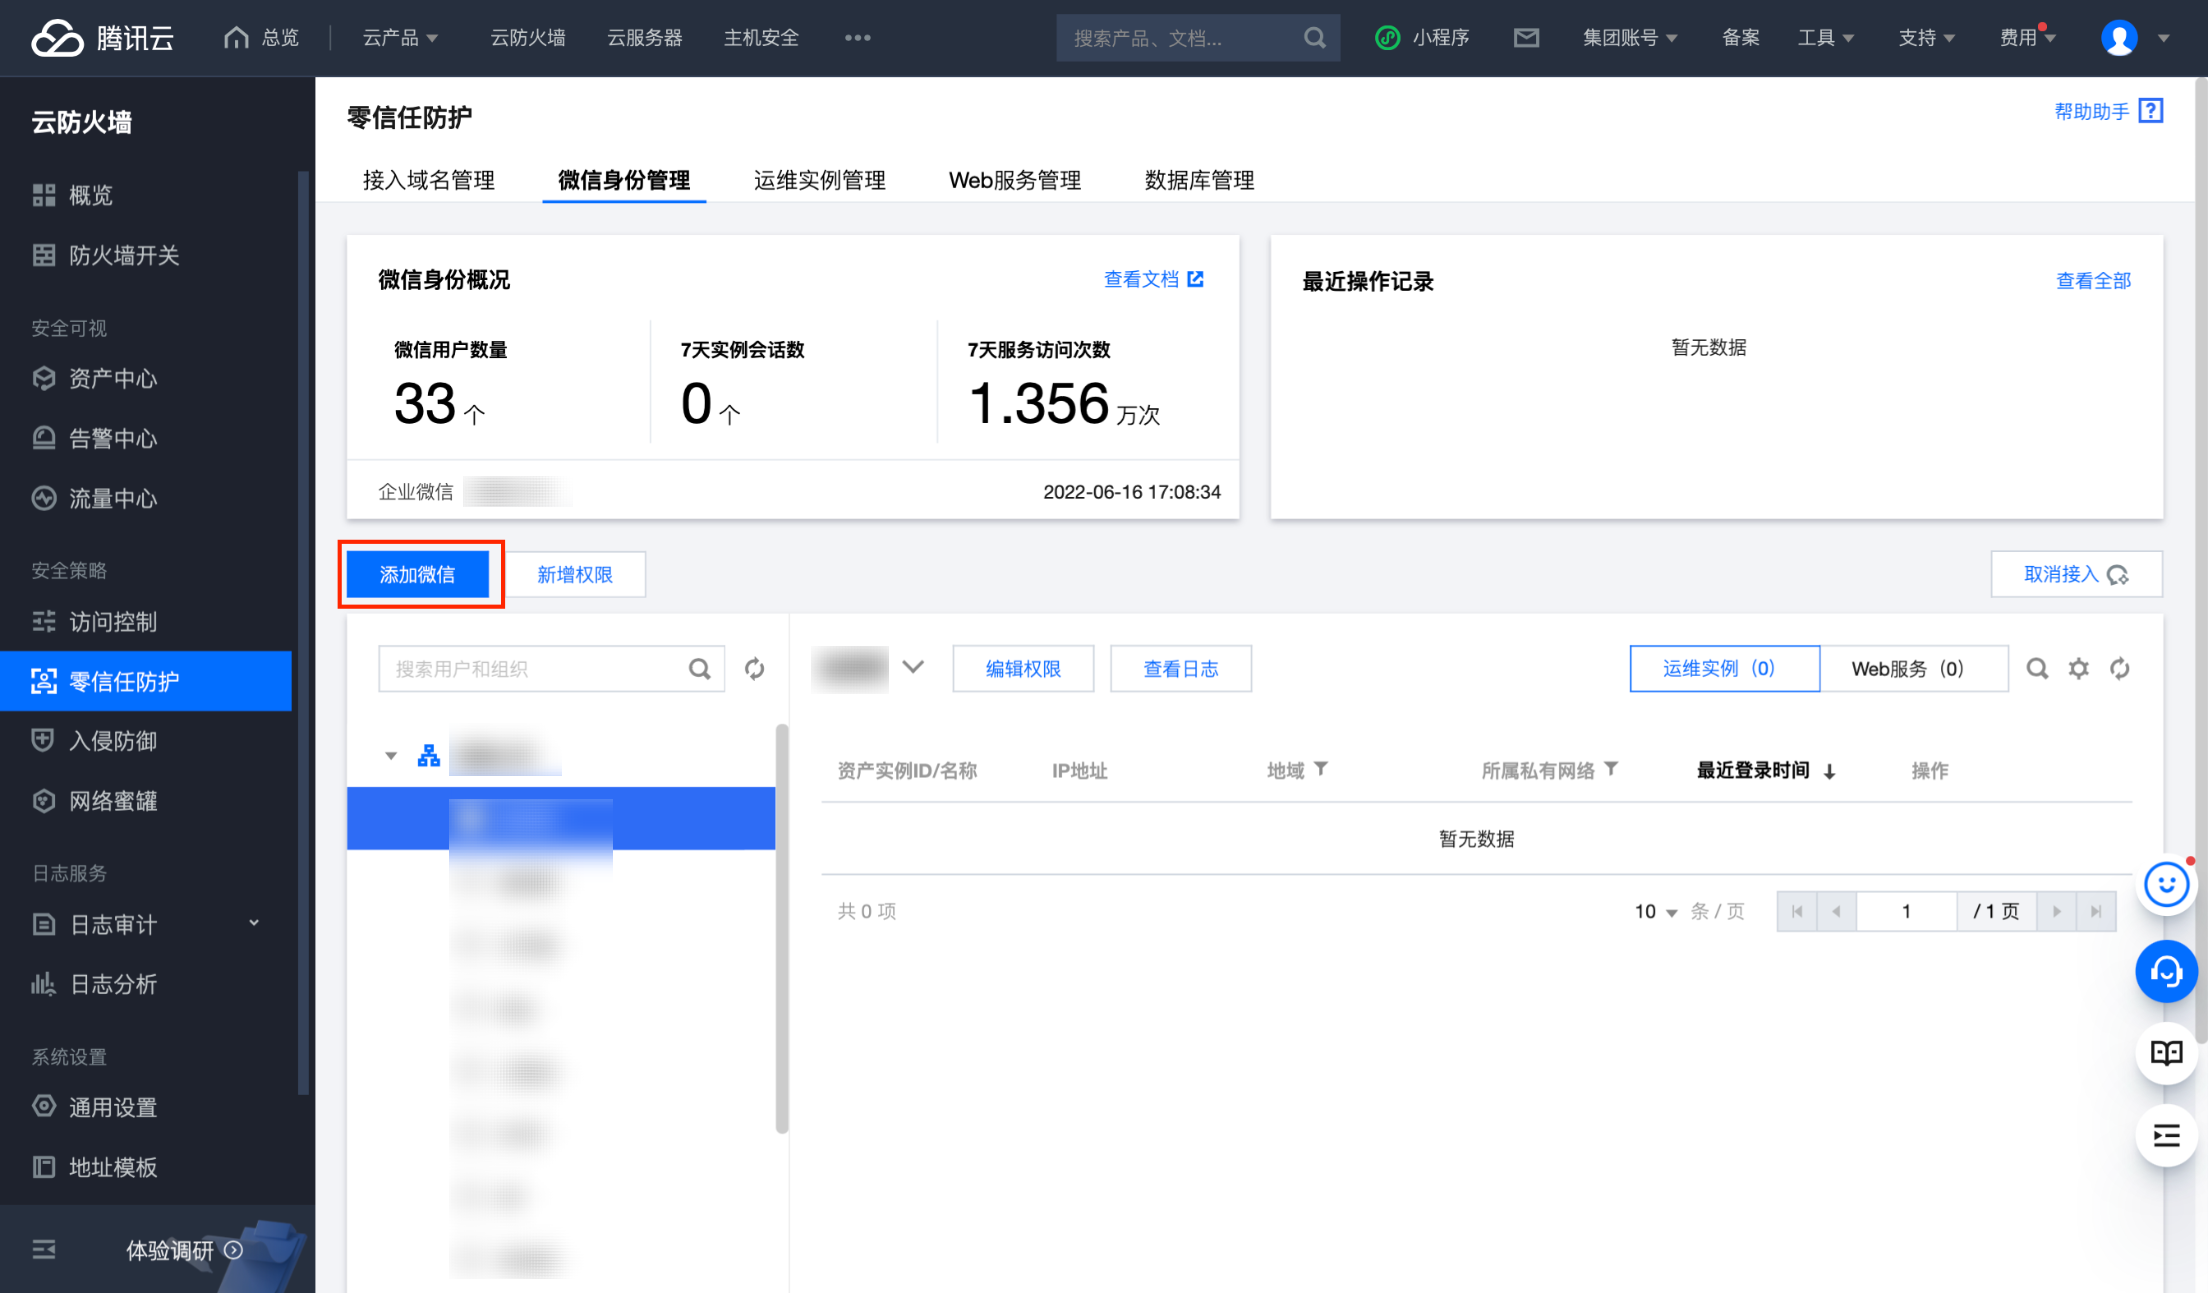 腾讯云
总览
云产品
云防火墙
云服务器
主机安全
搜索产品、文档...
小程序
集团账号
备案
工具
支持
费用
云防火墙
概览
防火墙开关
安全可视
资产中心
告警中心
流量中心
安全策略
访问控制
零信任防护
入侵防御
网络蜜罐
日志服务
日志审计
日志分析
系统设置
通用设置
地址模板
体验调研
零信任防护
帮助助手
接入域名管理
微信身份管理
运维实例管理
Web服务管理
数据库管理
微信身份概况
查看文档
微信用户数量
33 个
7天实例会话数
0 个
7天服务访问次数
1.356 万次
企业微信
2022-06-16 17:08:34
最近操作记录
查看全部
暂无数据
添加微信
新增权限
取消接入
搜索用户和组织
编辑权限
查看日志
运维实例（0）
Web服务（0）
资产实例ID/名称
IP地址
地域
所属私有网络
最近登录时间
操作
暂无数据
共 0 项
10
条 / 页
1
/ 1 页